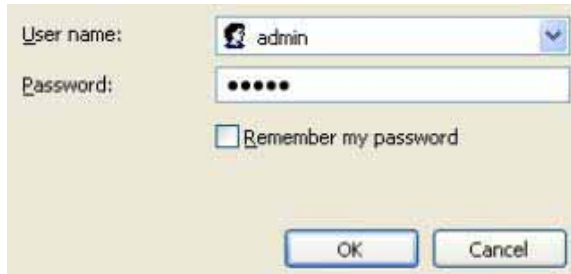 User name: admin
Password: •••••
Remember my password
OK Cancel